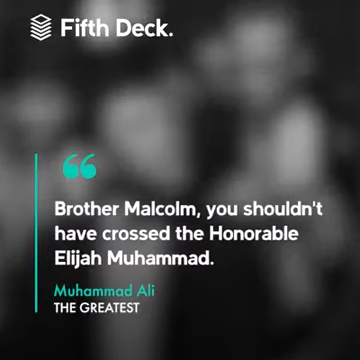 Fifth Deck.
“
Brother Malcolm, you shouldn't
have crossed the Honorable
Elijah Muhammad.
Muhammad Ali
THE GREATEST